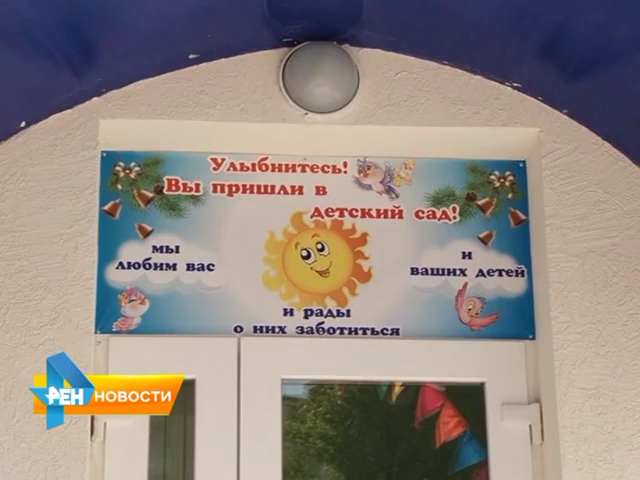 Улыбнитесь!
Вы пришли в
детский сад!
мы
любим вас
и
ваших детей
и рады
о них заботиться
РЕН НОВОСТИ